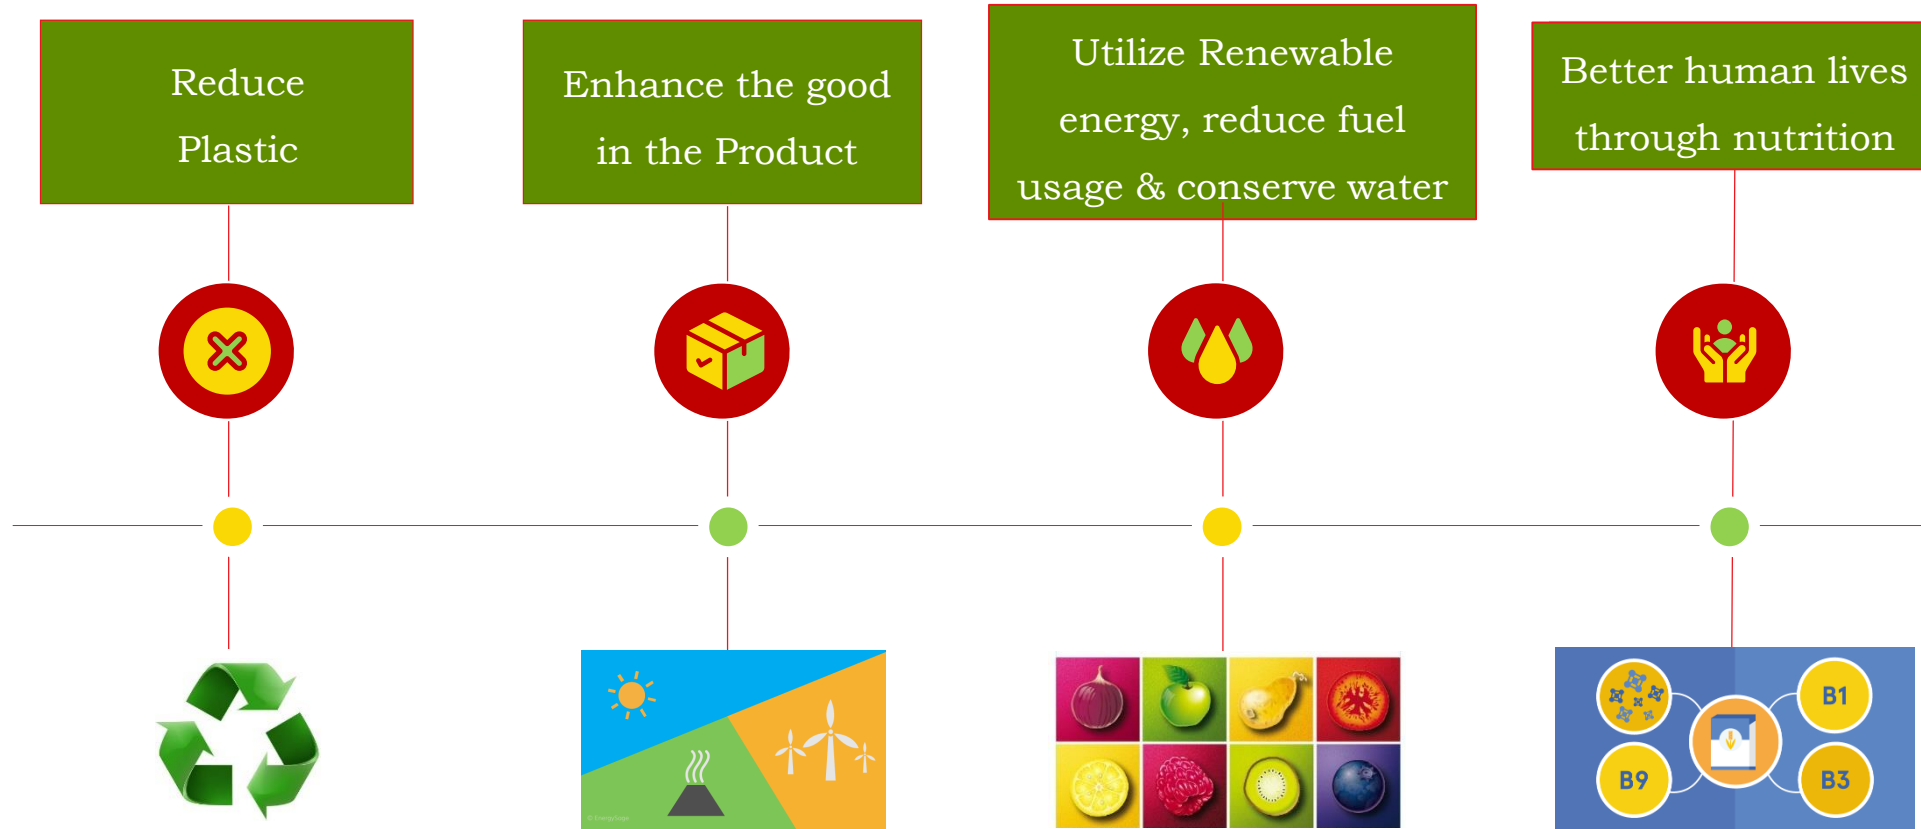 Reduce
Plastic
Enhance the good
in the Product
Utilize Renewable
energy, reduce fuel
usage & conserve water
Better human lives
through nutrition
© EnergySage
B1
B9
B3